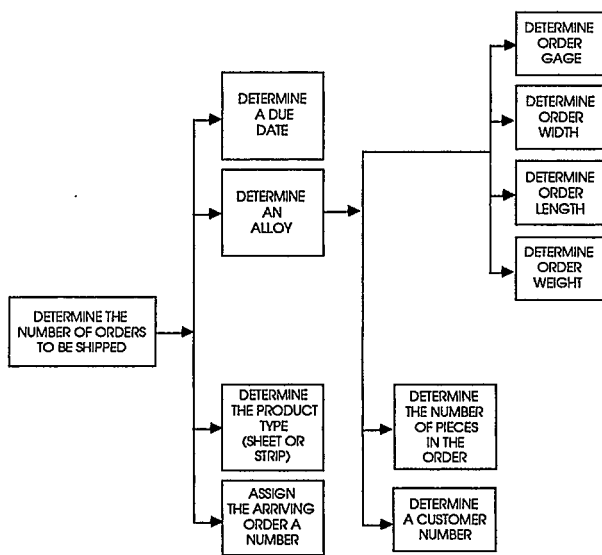 DETERMINE THE
NUMBER OF ORDERS
TO BE SHIPPED
DETERMINE
A DUE
DATE
DETERMINE
AN
ALLOY
DETERMINE
THE PRODUCT
TYPE
(SHEET OR
STRIP)
ASSIGN
THE ARRIVING
ORDER A
NUMBER
DETERMINE
ORDER
GAGE
DETERMINE
ORDER
WIDTH
DETERMINE
ORDER
LENGTH
DETERMINE
ORDER
WEIGHT
DETERMINE
THE NUMBER
OF PIECES
IN THE
ORDER
DETERMINE
A CUSTOMER
NUMBER